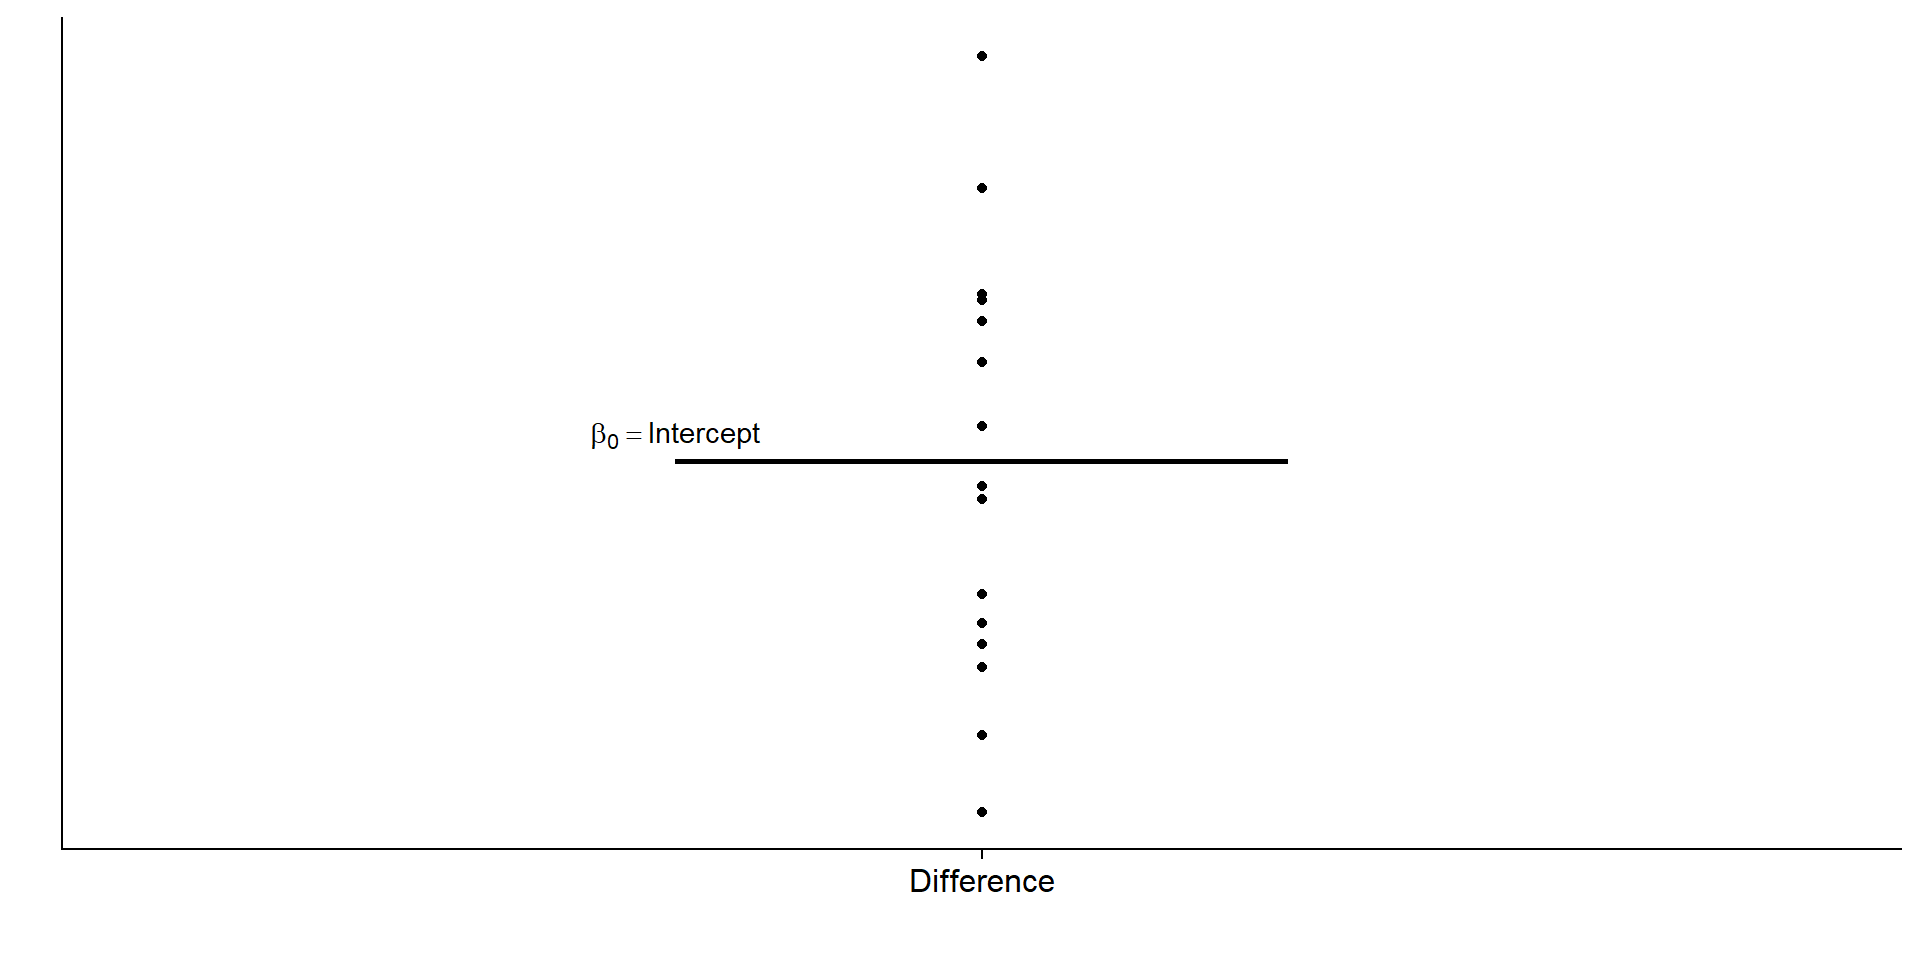 β₀ = Intercept
Difference